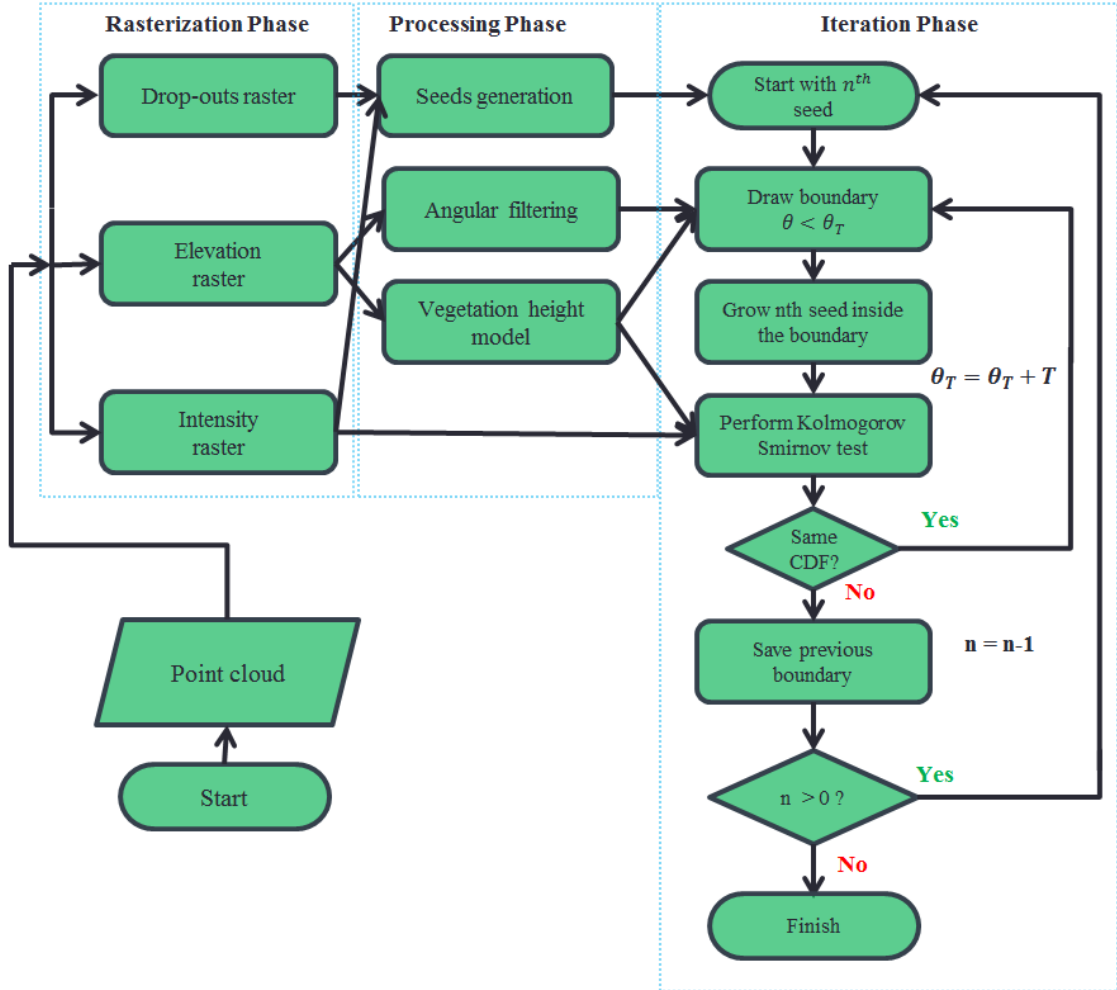 Rasterization Phase
Processing Phase
Iteration Phase
Drop-outs raster
Seeds generation
Start with nᵗʰ
seed
Angular filtering
Draw boundary
θ < θ_T
Elevation
raster
Vegetation height
model
Grow nth seed inside
the boundary
θ_T = θ_T + T
Intensity
raster
Perform Kolmogorov
Smirnov test
Yes
Same
CDF?
No
Save previous
boundary
n = n-1
Point cloud
Yes
n > 0 ?
Start
No
Finish